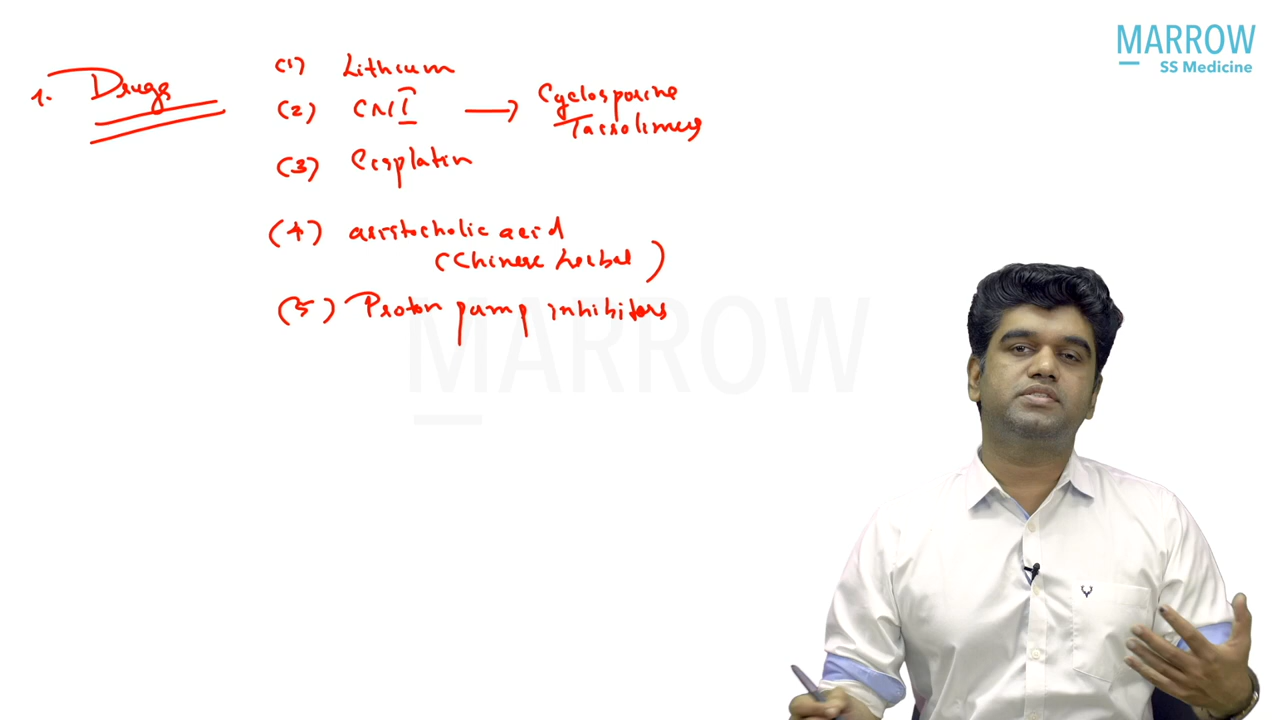 MARROW
SS Medicine
1. Drugs
(1) Lithium
(2) CNI → Cyclosporine
Tacrolimus
(3) Cisplatin
(4) aristocholic acid
(Chinese herbal)
(5) Proton pump inhibitors
MARROW